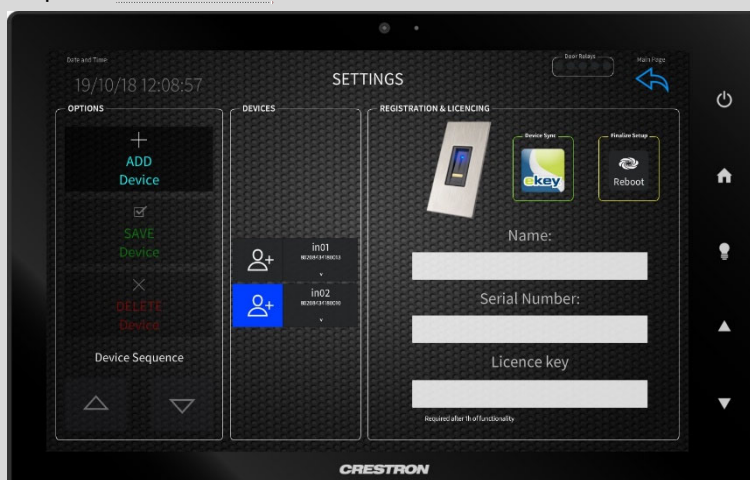 Date and Time:
19/10/18 12:08:57
SETTINGS
Door Relays
Main Page
OPTIONS
ADD
Device
SAVE
Device
DELETE
Device
Device Sequence
DEVICES
in01
in02
REGISTRATION & LICENCING
Device Sync
ekey
Finalize Setup
Reboot
Name:
Serial Number:
Licence key
Required after 1h of functionality
CRESTRON